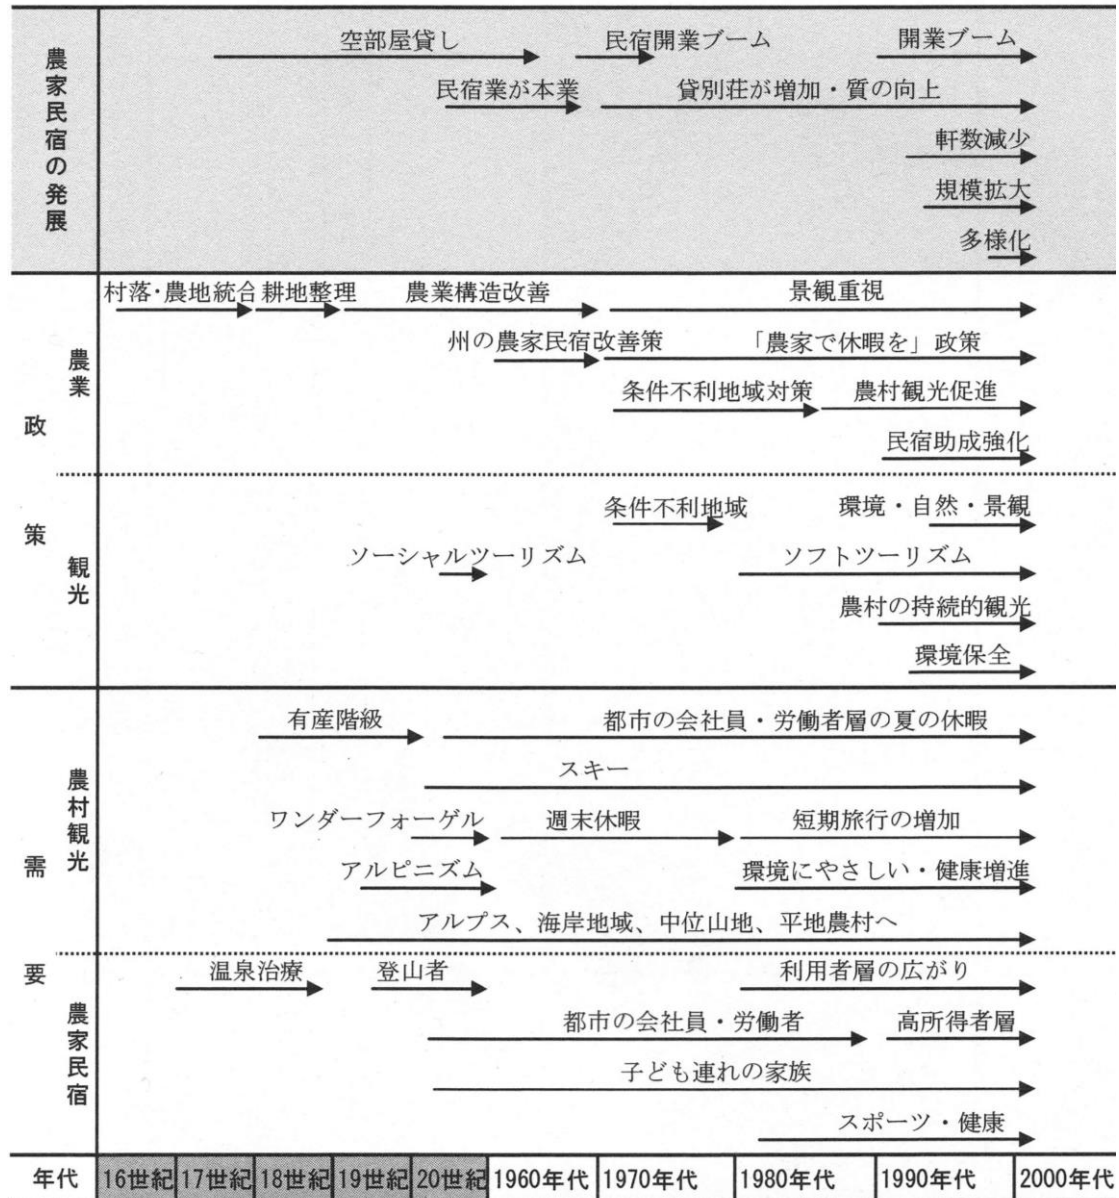 農家民宿の発展
空部屋貸し
民宿開業ブーム
開業ブーム
民宿業が本業
貸別荘が増加・質の向上
軒数減少
規模拡大
多様化
政策
農業
村落・農地統合
耕地整理
農業構造改善
景観重視
州の農家民宿改善策
「農家で休暇を」政策
条件不利地域対策
農村観光促進
民宿助成強化
観光
条件不利地域
環境・自然・景観
ソーシャルツーリズム
ソフトツーリズム
農村の持続的観光
環境保全
需要
農村観光
有産階級
都市の会社員・労働者層の夏の休暇
スキー
ワンダーフォーゲル
週末休暇
短期旅行の増加
アルピニズム
環境にやさしい・健康増進
アルプス、海岸地域、中位山地、平地農村へ
農家民宿
温泉治療
登山者
利用者層の広がり
都市の会社員・労働者
高所得者層
子ども連れの家族
スポーツ・健康
年代
16世紀
17世紀
18世紀
19世紀
20世紀
1960年代
1970年代
1980年代
1990年代
2000年代